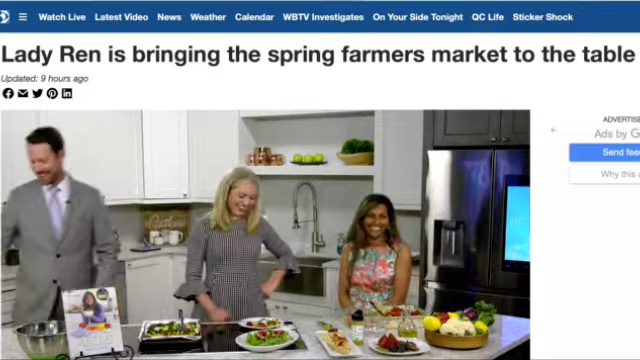 Watch Live Latest Video News Weather Calendar WBTV Investigates On Your Side Tonight QC Life Sticker Shock
Lady Ren is bringing the spring farmers market to the table
Updated: 9 hours ago
ADVERTISE
Ads by G
Send fee
Why this a
Gather